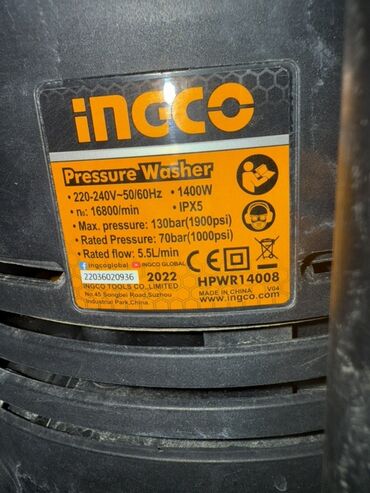 INGCO
Pressure Washer
• 220-240V~50/60Hz • 1400W
• n₀: 16800/min • IPX5
• Max. pressure: 130bar(1900psi)
• Rated Pressure: 70bar(1000psi)
• Rated flow: 5.5L/min
ingcoglobal INGCO GLOBAL
22036020936 2022 HPWR14008
INGCO TOOLS CO.,LIMITED www.ingco.com
No.45 Songbei Road,Suzhou MADE IN CHINA V04
Industrial Park,China.